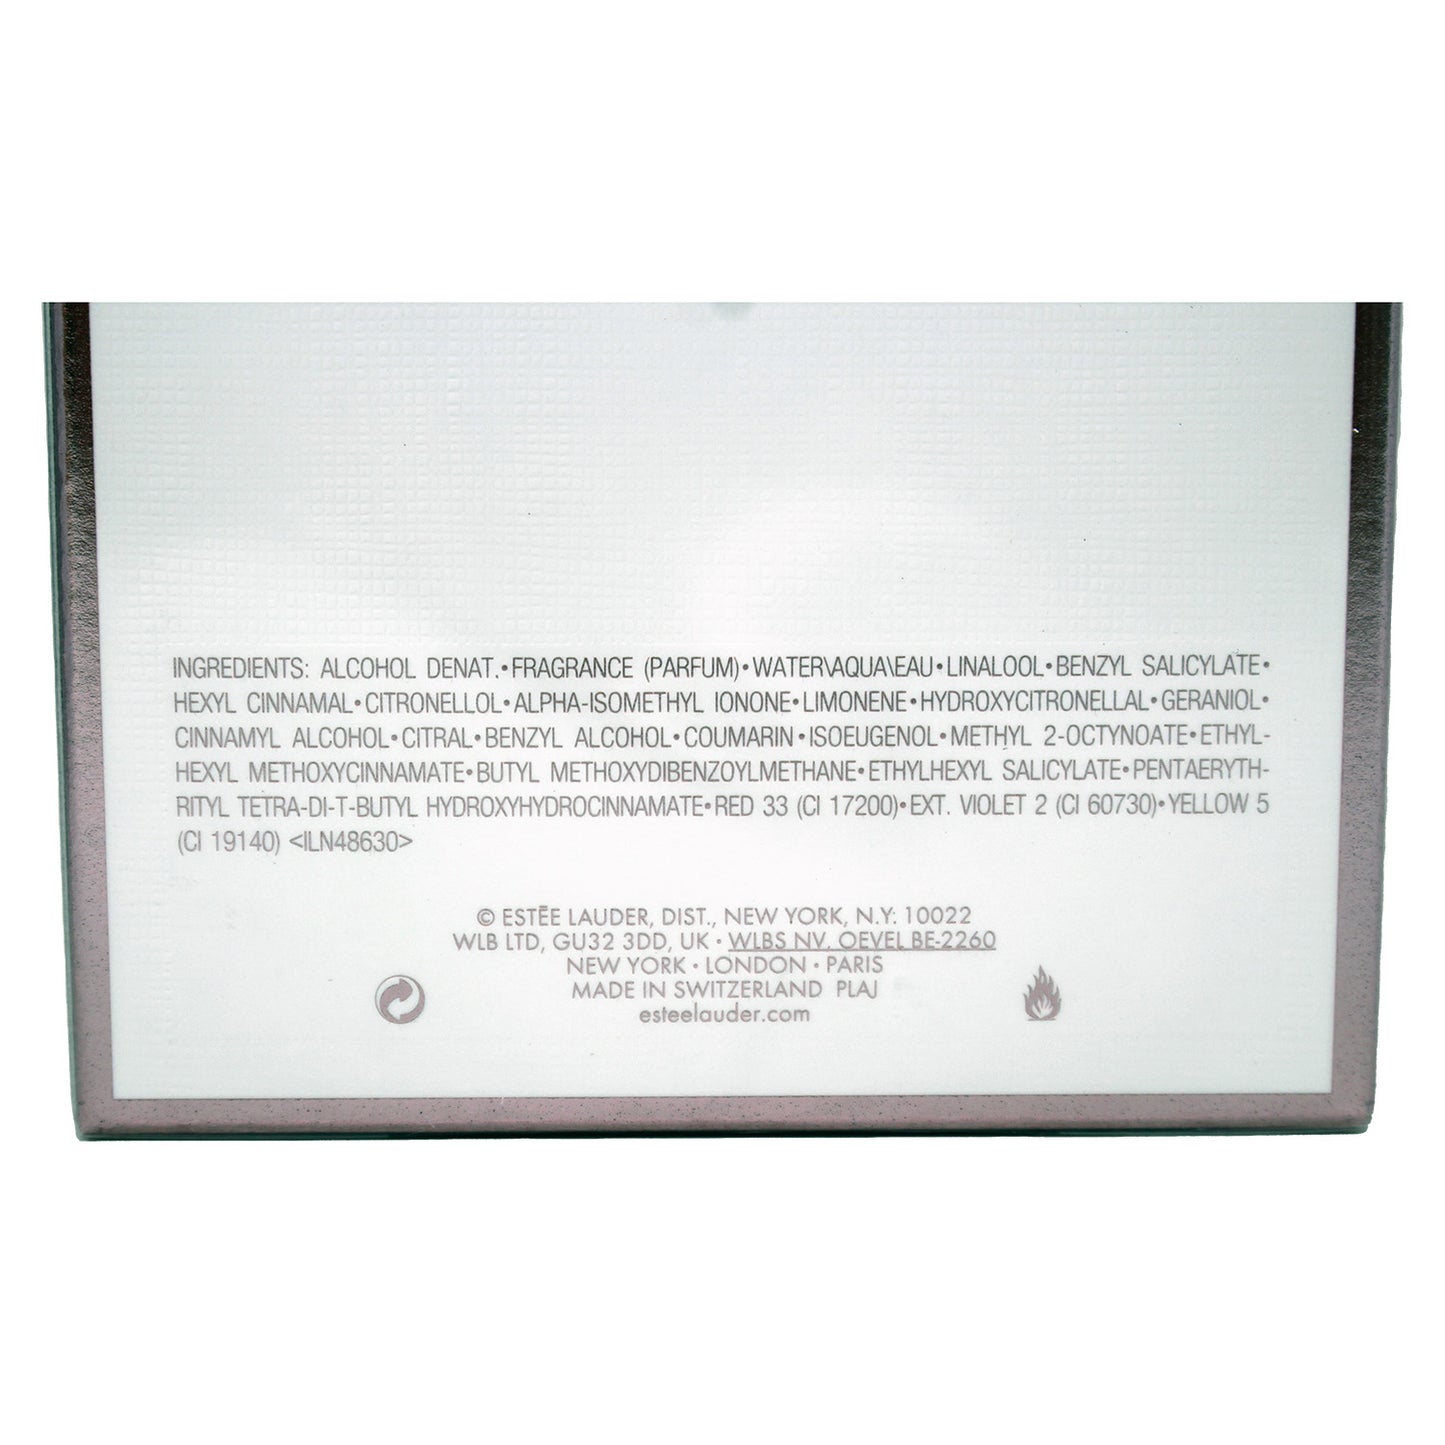 INGREDIENTS: ALCOHOL DENAT.•FRAGRANCE (PARFUM)•WATER\AQUA\EAU•LINALOOL•BENZYL SALICYLATE•
HEXYL CINNAMAL•CITRONELLOL•ALPHA-ISOMETHYL IONONE•LIMONENE•HYDROXYCITRONELLAL•GERANIOL•
CINNAMYL ALCOHOL•CITRAL•BENZYL ALCOHOL•COUMARIN•ISOEUGENOL•METHYL 2-OCTYNOATE•ETHYL-
HEXYL METHOXYCINNAMATE•BUTYL METHOXYDIBENZOYLMETHANE•ETHYLHEXYL SALICYLATE•PENTAERYTH-
RITYL TETRA-DI-T-BUTYL HYDROXYHYDROCINNAMATE•RED 33 (CI 17200)•EXT. VIOLET 2 (CI 60730)•YELLOW 5
(CI 19140) <ILN48630>
© ESTĒE LAUDER, DIST., NEW YORK, N.Y. 10022
WLB LTD, GU32 3DD, UK • WLBS NV, OEVEL BE-2260
NEW YORK • LONDON • PARIS
MADE IN SWITZERLAND PLAJ
esteelauder.com